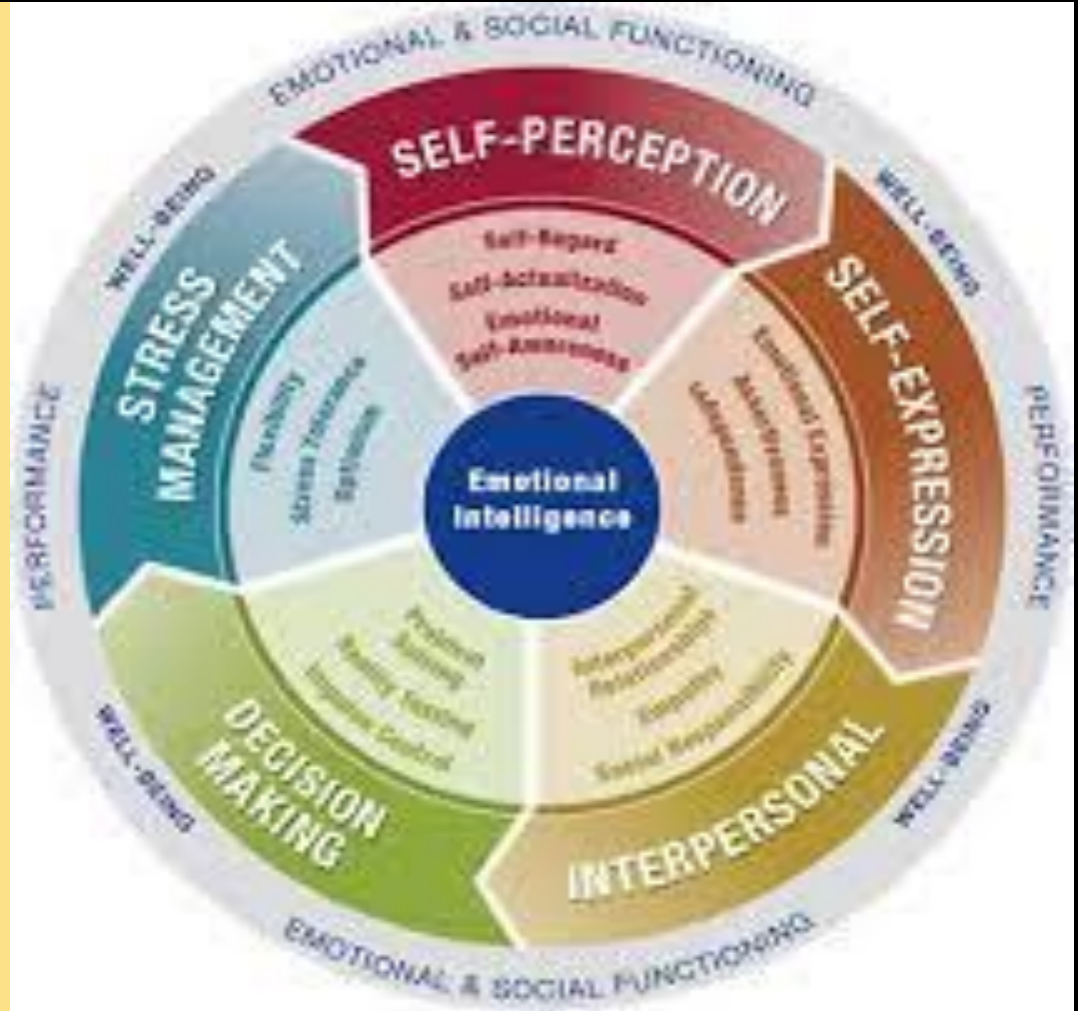 EMOTIONAL & SOCIAL FUNCTIONING
WELL-BEING
PERFORMANCE
WELL-BEING
SELF-PERCEPTION
Self-Regard
Self-Actualization
Emotional
Self-Awareness
SELF-EXPRESSION
Emotional Expression
Assertiveness
Independence
WELL-BEING
INTERPERSONAL
Interpersonal
Relationships
Empathy
Social Responsibility
EMOTIONAL & SOCIAL FUNCTIONING
DECISION
MAKING
Problem
Solving
Reality Testing
Impulse Control
WELL-BEING
PERFORMANCE
STRESS
MANAGEMENT
Flexibility
Stress Tolerance
Optimism
Emotional
Intelligence